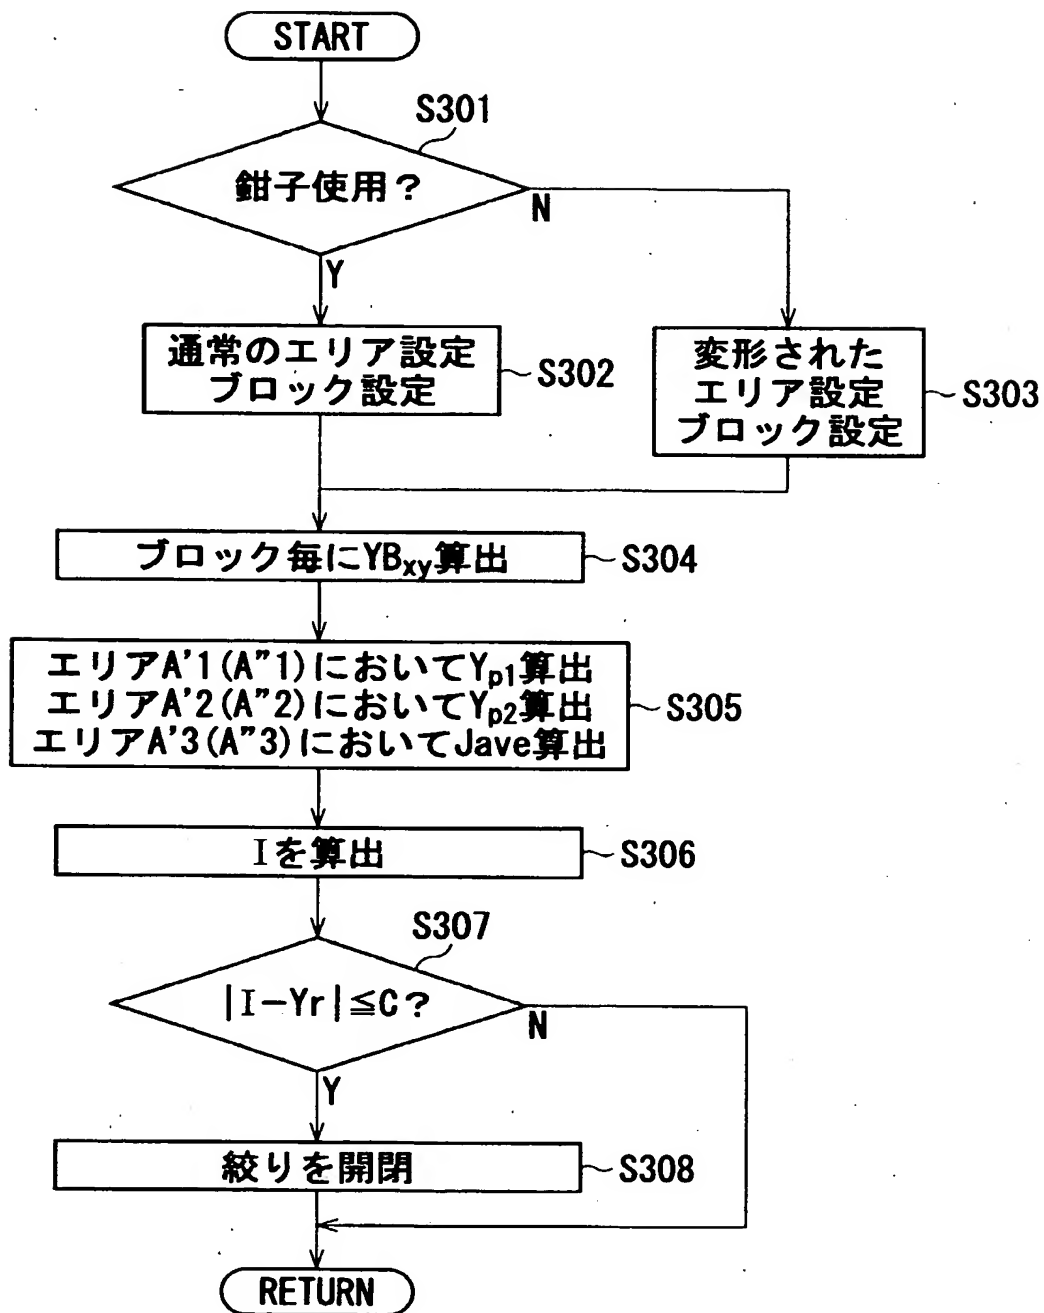 START
S301
鉗子使用?
N
Y
通常のエリア設定
ブロック設定
S302
変形された
エリア設定
ブロック設定
S303
ブロック毎にYBxy算出
S304
エリアA'1(A"1)においてYp1算出
エリアA'2(A"2)においてYp2算出
エリアA'3(A"3)においてJave算出
S305
Iを算出
S306
S307
|I-Yr|≦C?
N
Y
絞りを開閉
S308
RETURN